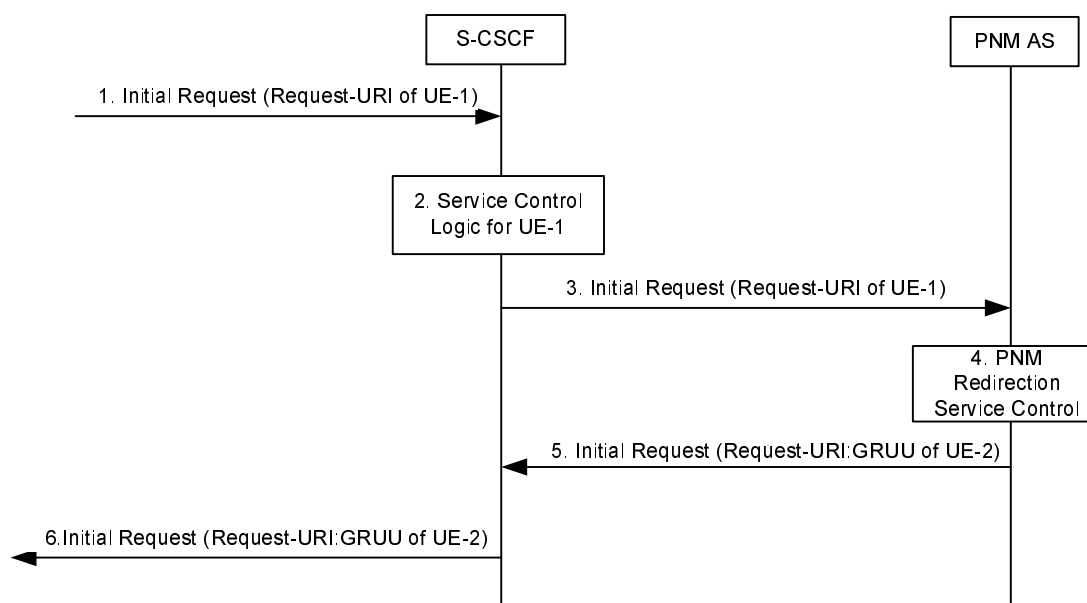 S-CSCF
PNM AS
1. Initial Request (Request-URI of UE-1)
2. Service Control
Logic for UE-1
3. Initial Request (Request-URI of UE-1)
4. PNM
Redirection
Service Control
5. Initial Request (Request-URI:GRUU of UE-2)
6.Initial Request (Request-URI:GRUU of UE-2)